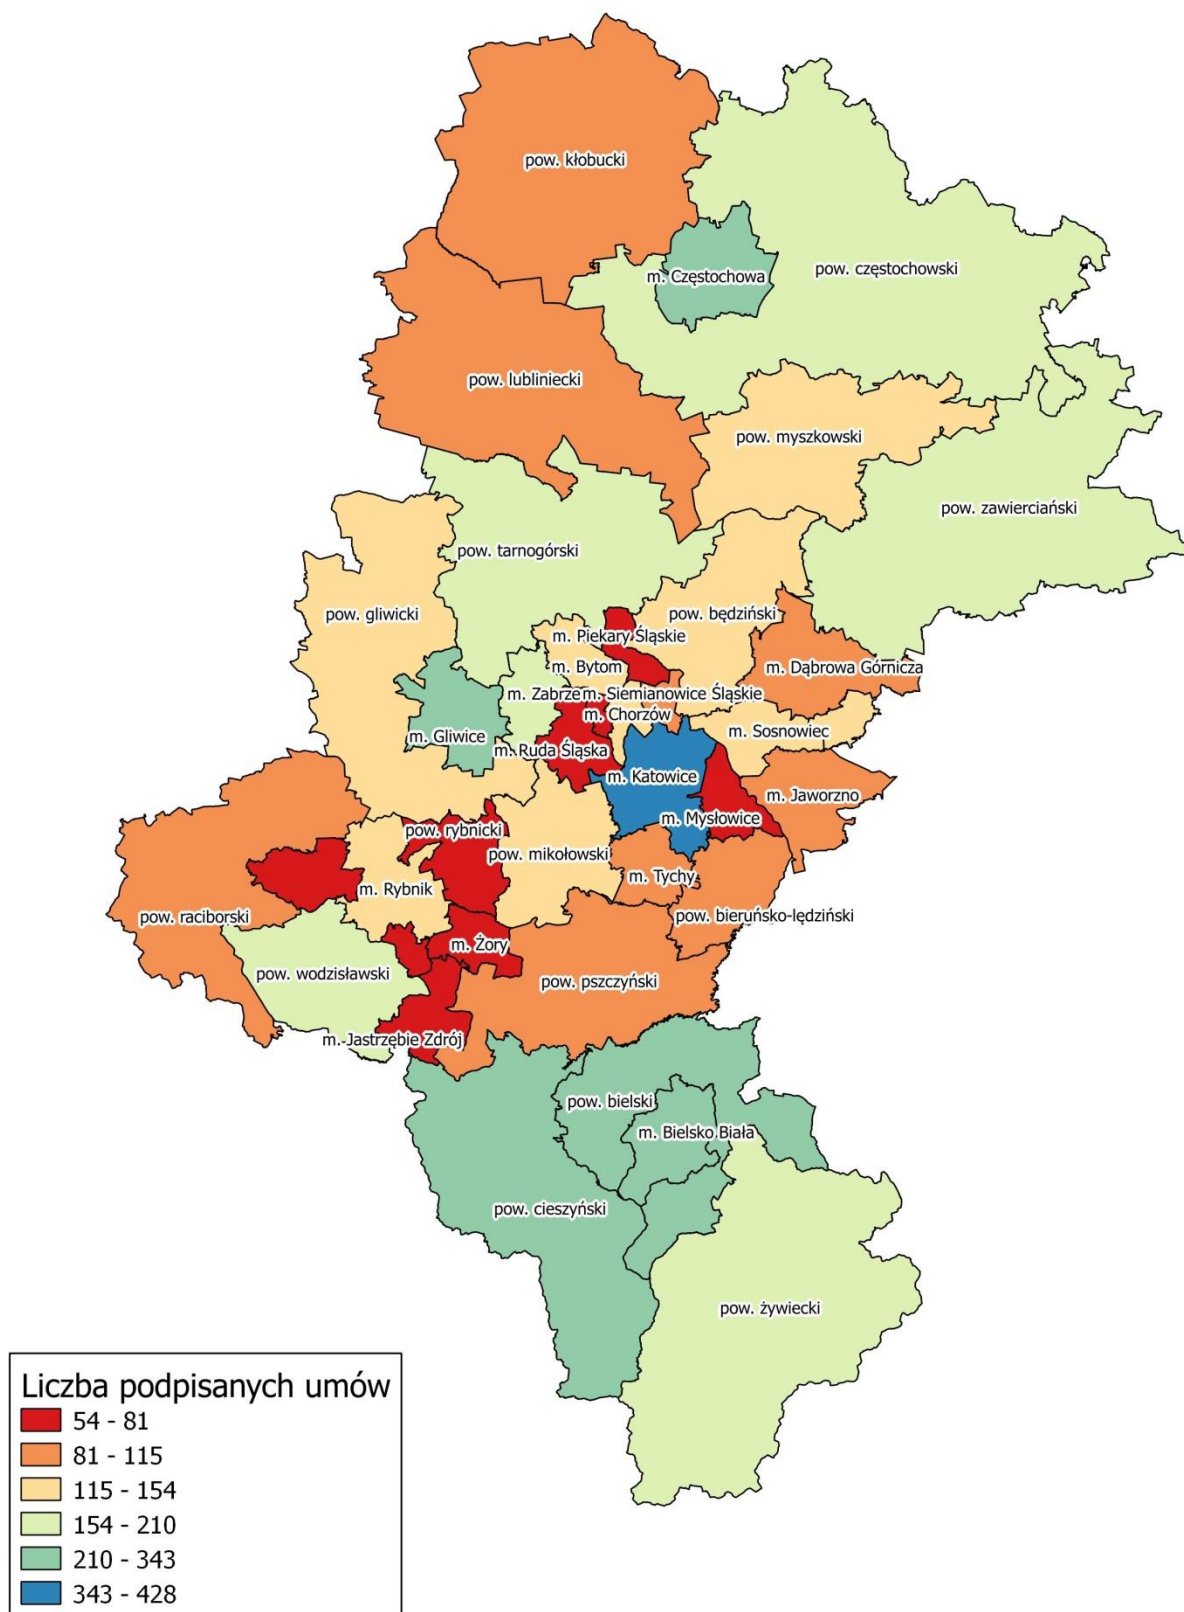 pow. kłobucki
pow. częstochowski
m. Częstochowa
pow. lubliniecki
pow. myszkowski
pow. zawierciański
pow. tarnogórski
pow. gliwicki
pow. będziński
m. Piekary Śląskie
m. Bytom
m. Dąbrowa Górnicza
m. Zabrze
m. Siemianowice Śląskie
m. Chorzów
m. Sosnowiec
m. Gliwice
m. Ruda Śląska
m. Katowice
m. Jaworzno
m. Mysłowice
pow. rybnicki
pow. mikołowski
m. Tychy
m. Rybnik
pow. raciborski
pow. bieruńsko-lędziński
m. Żory
pow. wodzisławski
pow. pszczyński
m. Jastrzębie Zdrój
pow. bielski
m. Bielsko Biała
pow. cieszyński
pow. żywiecki
Liczba podpisanych umów
54 - 81
81 - 115
115 - 154
154 - 210
210 - 343
343 - 428